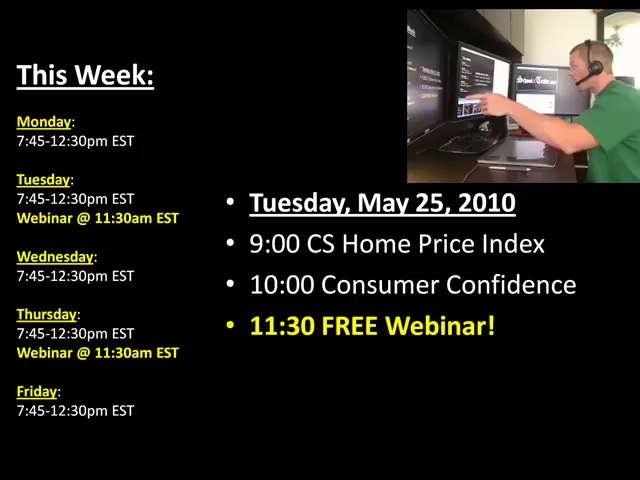 This Week:
Monday:
7:45-12:30pm EST
Tuesday:
7:45-12:30pm EST
Webinar @ 11:30am EST
Wednesday:
7:45-12:30pm EST
Thursday:
7:45-12:30pm EST
Webinar @ 11:30am EST
Friday:
7:45-12:30pm EST
• Tuesday, May 25, 2010
• 9:00 CS Home Price Index
• 10:00 Consumer Confidence
• 11:30 FREE Webinar!